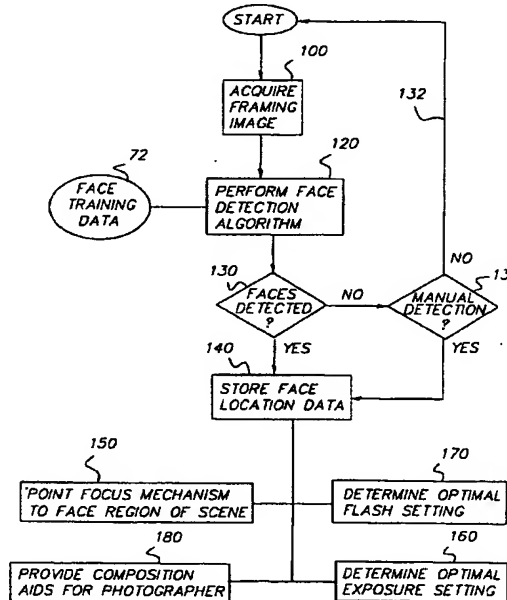 START
100
ACQUIRE
FRAMING
IMAGE
132
72
FACE
TRAINING
DATA
120
PERFORM FACE
DETECTION
ALGORITHM
130
FACES
DETECTED
?
NO
NO
MANUAL
DETECTION
?
YES
YES
140
STORE FACE
LOCATION DATA
150
POINT FOCUS MECHANISM
TO FACE REGION OF SCENE
170
DETERMINE OPTIMAL
FLASH SETTING
180
PROVIDE COMPOSITION
AIDS FOR PHOTOGRAPHER
160
DETERMINE OPTIMAL
EXPOSURE SETTING